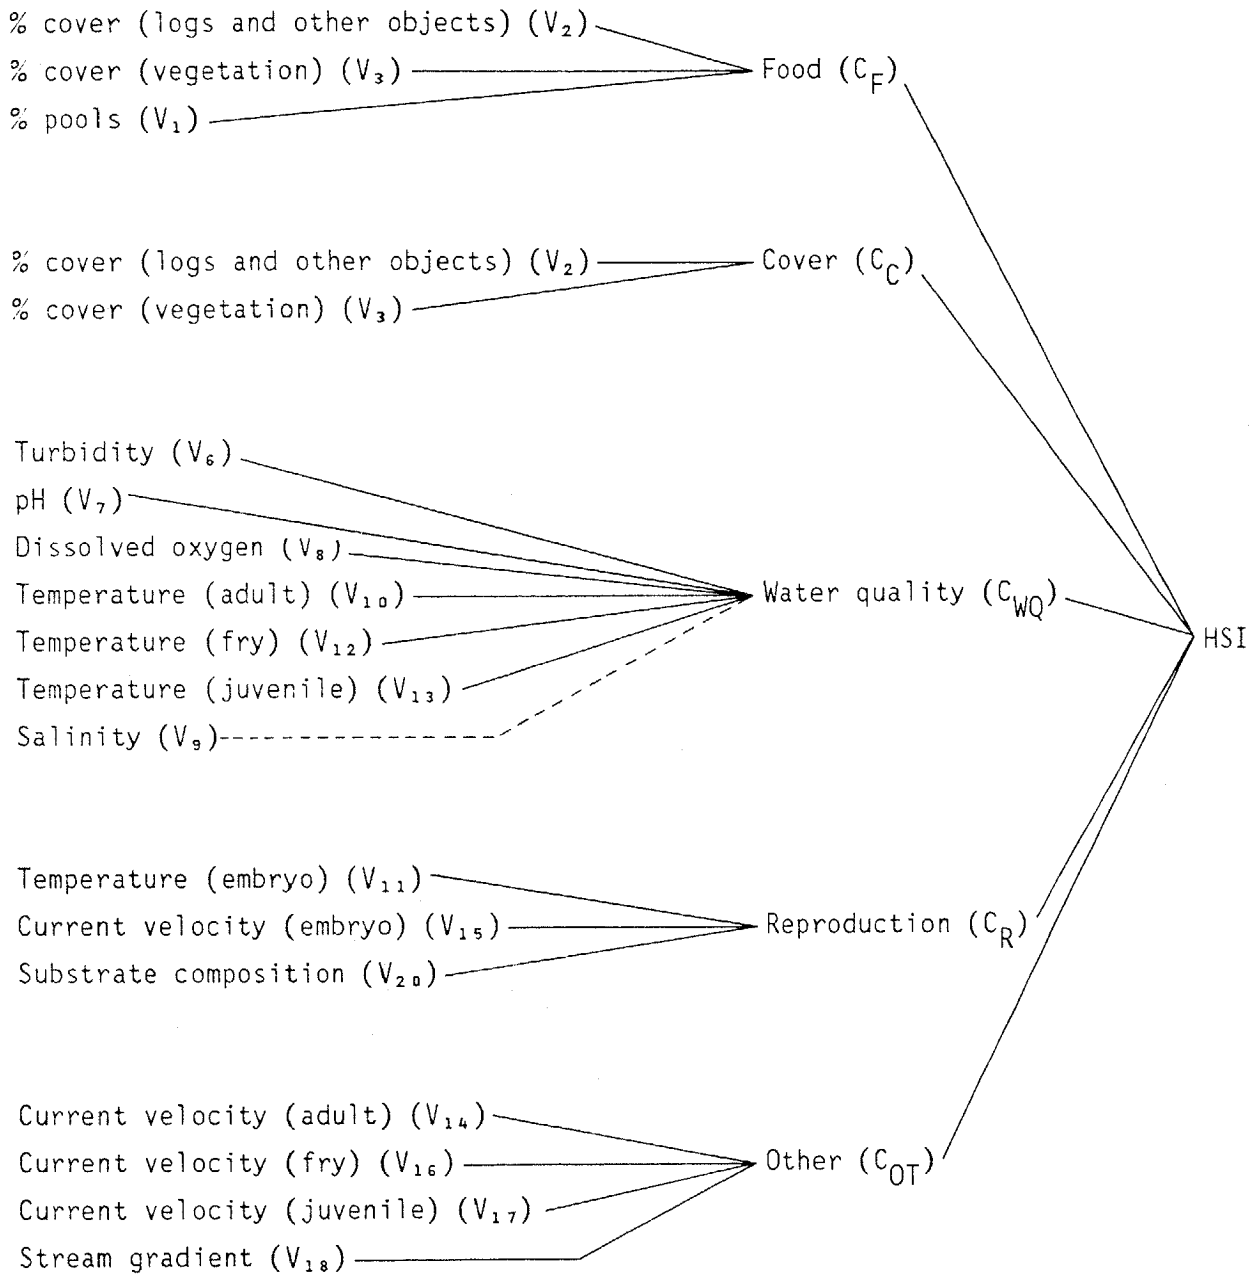 % cover (logs and other objects) (V₂)
% cover (vegetation) (V₃)
Food (C_F)
% pools (V₁)
% cover (logs and other objects) (V₂)
Cover (C_C)
% cover (vegetation) (V₃)
Turbidity (V₆)
pH (V₇)
Dissolved oxygen (V₈)
Temperature (adult) (V₁₀)
Water quality (C_WQ)
Temperature (fry) (V₁₂)
HSI
Temperature (juvenile) (V₁₃)
Salinity (V₉)
Temperature (embryo) (V₁₁)
Current velocity (embryo) (V₁₅)
Reproduction (C_R)
Substrate composition (V₂₀)
Current velocity (adult) (V₁₄)
Current velocity (fry) (V₁₆)
Other (C_OT)
Current velocity (juvenile) (V₁₇)
Stream gradient (V₁₈)